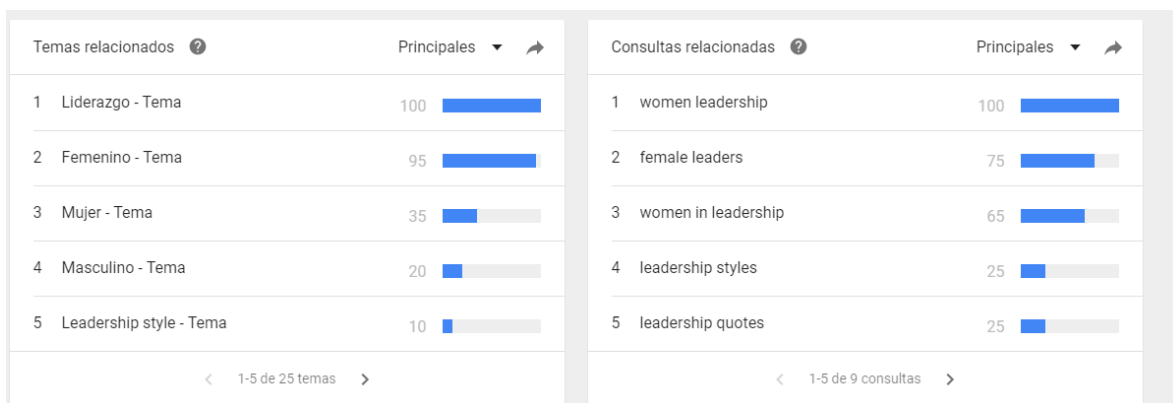 Temas relacionados ?
Principales
1 Liderazgo - Tema 100
2 Femenino - Tema 95
3 Mujer - Tema 35
4 Masculino - Tema 20
5 Leadership style - Tema 10
1-5 de 25 temas
Consultas relacionadas ?
Principales
1 women leadership 100
2 female leaders 75
3 women in leadership 65
4 leadership styles 25
5 leadership quotes 25
1-5 de 9 consultas